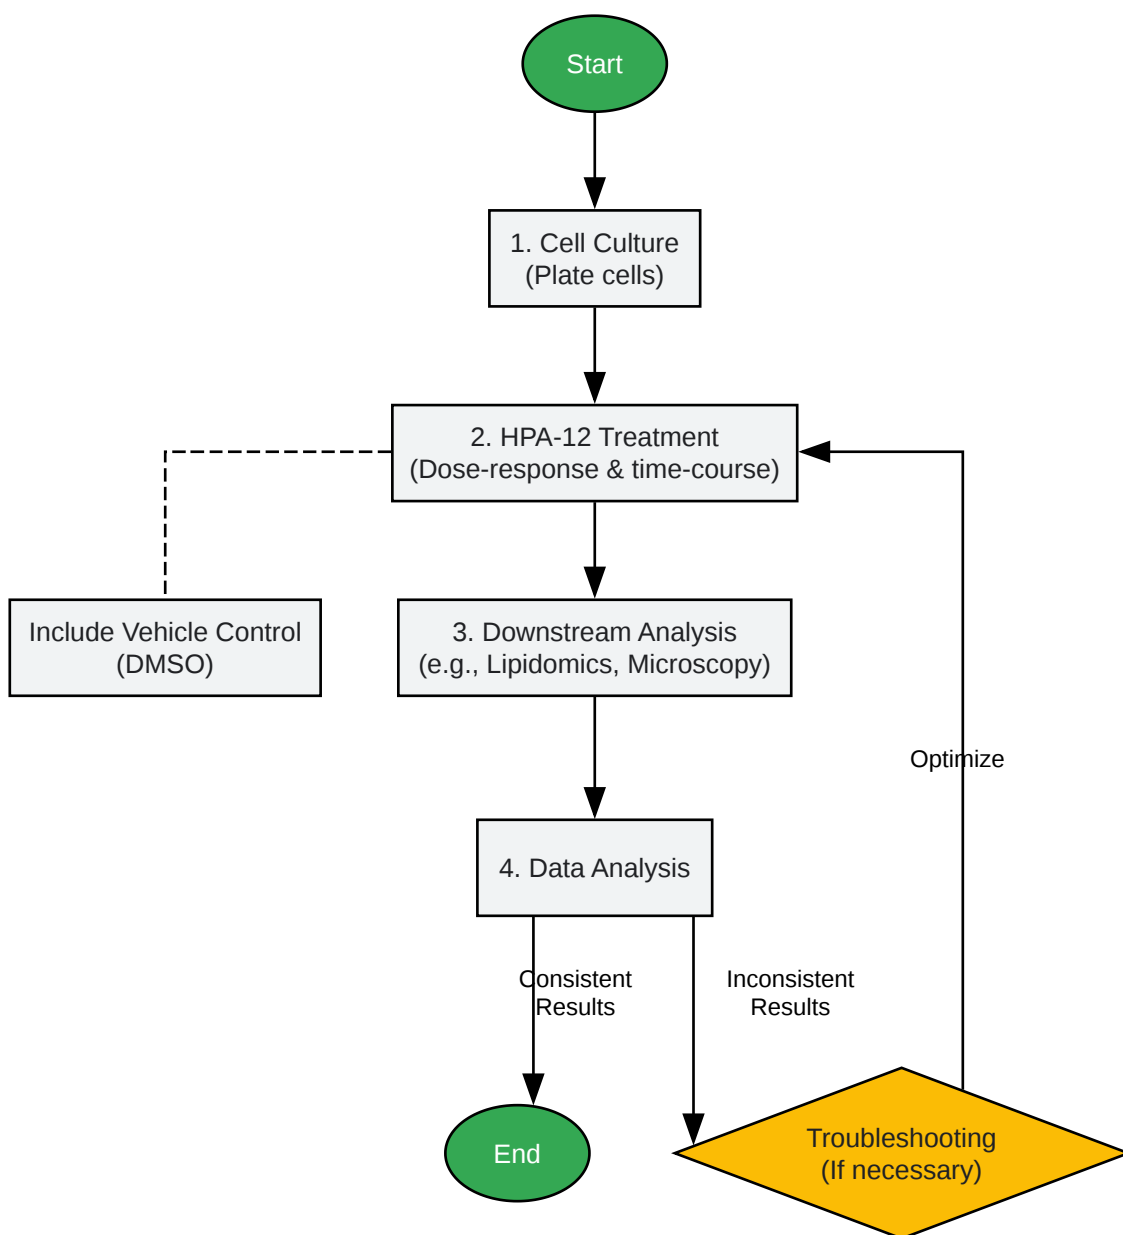 Start
1. Cell Culture
(Plate cells)
2. HPA-12 Treatment
(Dose-response & time-course)
Include Vehicle Control
(DMSO)
3. Downstream Analysis
(e.g., Lipidomics, Microscopy)
Optimize
4. Data Analysis
Consistent
Results
Inconsistent
Results
End
Troubleshooting
(If necessary)